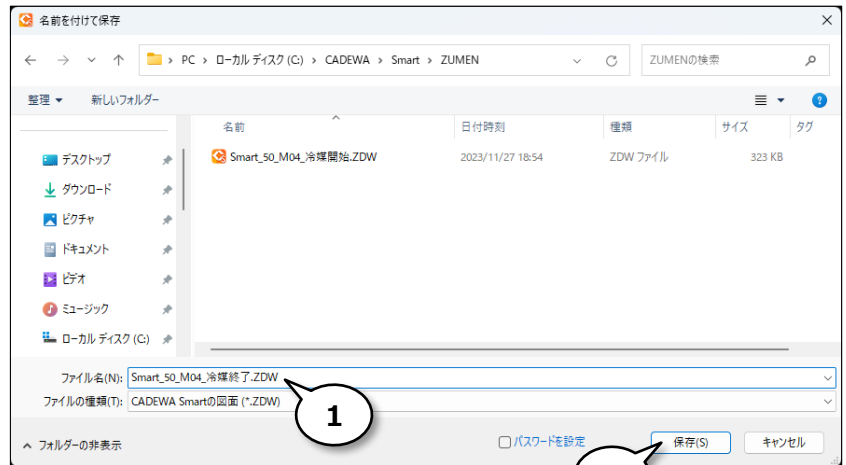 名前を付けて保存
PC › ローカル ディスク (C:) › CADEWA › Smart › ZUMEN
ZUMENの検索
整理 新しいフォルダー
名前 日付時刻 種類 サイズ タグ
Smart_50_M04_冷媒開始.ZDW 2023/11/27 18:54 ZDW ファイル 323 KB
デスクトップ
ダウンロード
ピクチャ
ドキュメント
ビデオ
ミュージック
ローカル ディスク (C:)
ファイル名(N): Smart_50_M04_冷媒終了.ZDW
ファイルの種類(T): CADEWA Smartの図面 (*.ZDW)
1
フォルダーの非表示 パスワードを設定 保存(S) キャンセル